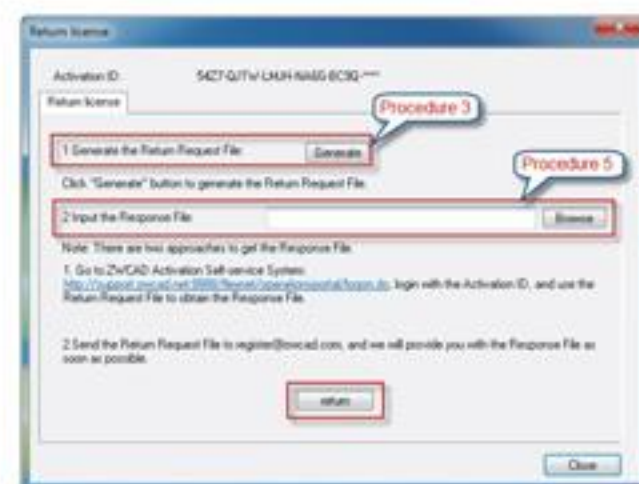 Return license
Activation ID:
Return license
Procedure 3
1 Generate the Return Request File: Generate
Click "Generate" button to generate the Return Request File.
Procedure 5
2 Input the Response File: Browse
Note: There are two approaches to get the Response File
1. Go to ZWCAD Activation Self-service System:
login with the Activation ID, and use the
Return Request File to obtain the Response File.
2.Send the Return Request File to register@zwcad.com, and we will provide you with the Response File as
soon as possible.
return
Close